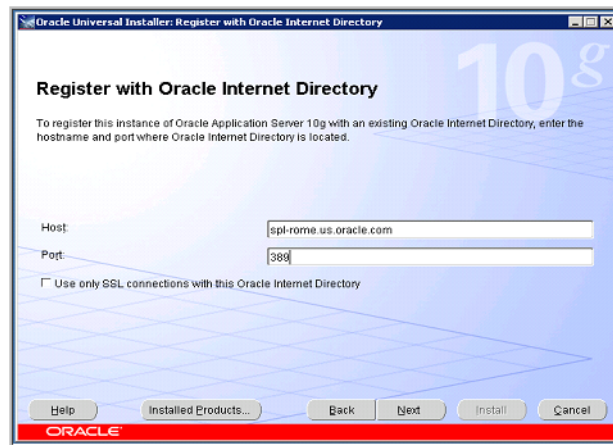 Oracle Universal Installer: Register with Oracle Internet Directory
10g
Register with Oracle Internet Directory
To register this instance of Oracle Application Server 10g with an existing Oracle Internet Directory, enter the
hostname and port where Oracle Internet Directory is located.
Host: spl-rome.us.oracle.com
Port: 389
Use only SSL connections with this Oracle Internet Directory
Help Installed Products... Back Next Install Cancel
ORACLE